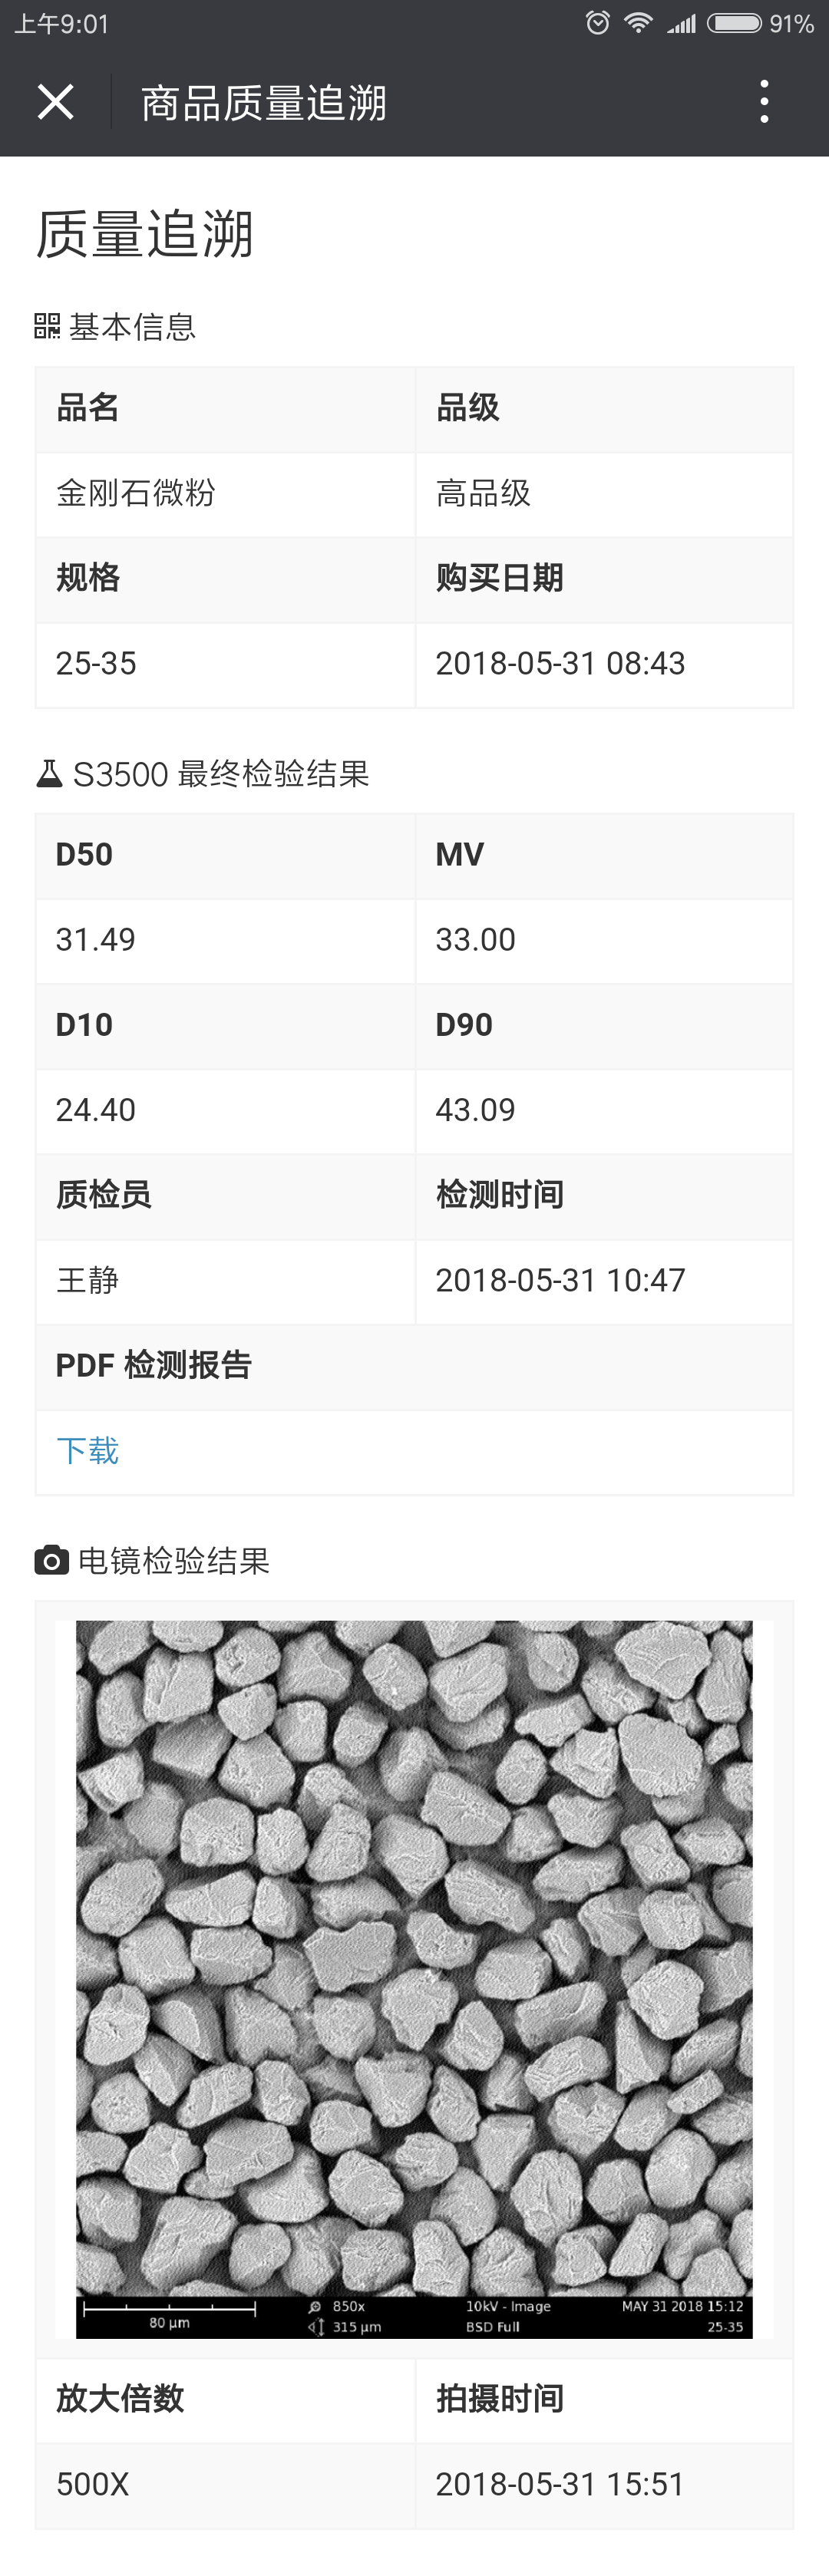 上午9:01
91%
商品质量追溯
质量追溯
基本信息
品名 品级
金刚石微粉 高品级
规格 购买日期
25-35 2018-05-31 08:43
S3500 最终检验结果
D50 MV
31.49 33.00
D10 D90
24.40 43.09
质检员 检测时间
王静 2018-05-31 10:47
PDF 检测报告
下载
电镜检验结果
850x 10kV - Image MAY 31 2018 15:12
80 µm 315 µm BSD Full 25-35
放大倍数 拍摄时间
500X 2018-05-31 15:51